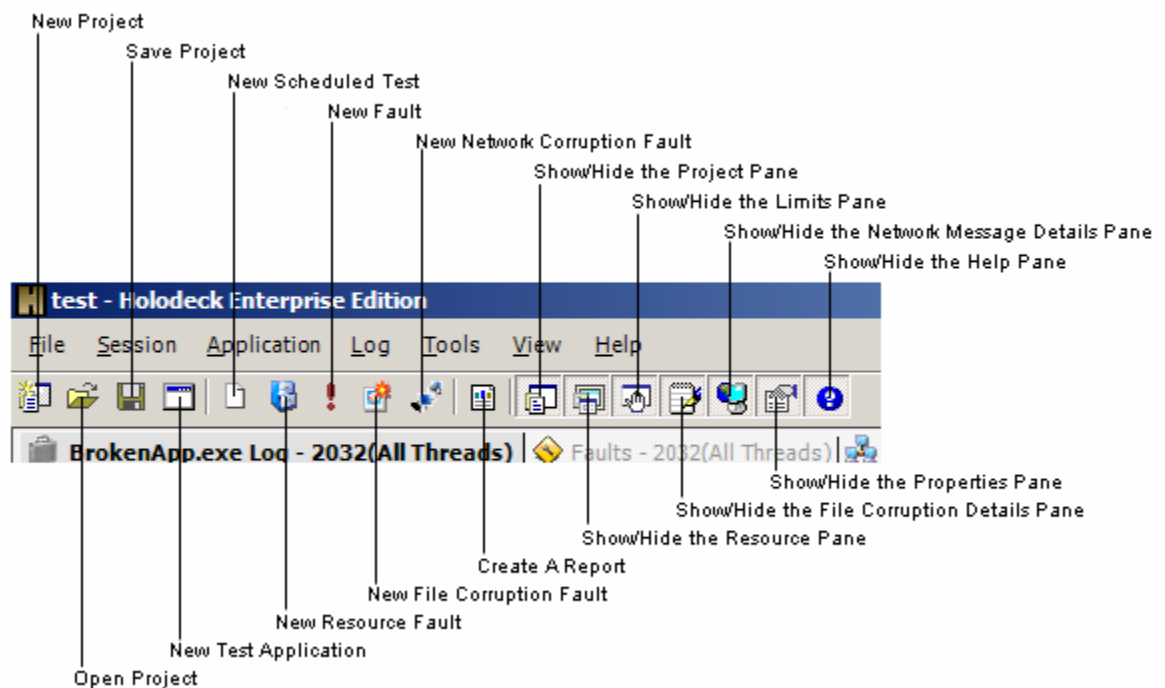 New Project
Save Project
New Scheduled Test
New Fault
New Network Corruption Fault
Show/Hide the Project Pane
Show/Hide the Limits Pane
Show/Hide the Network Message Details Pane
Show/Hide the Help Pane
test - Holodeck Enterprise Edition
File Session Application Log Tools View Help
BrokenApp.exe Log - 2032(All Threads) Faults - 2032(All Threads)
Show/Hide the Properties Pane
Show/Hide the File Corruption Details Pane
Show/Hide the Resource Pane
Create A Report
New File Corruption Fault
New Resource Fault
New Test Application
Open Project